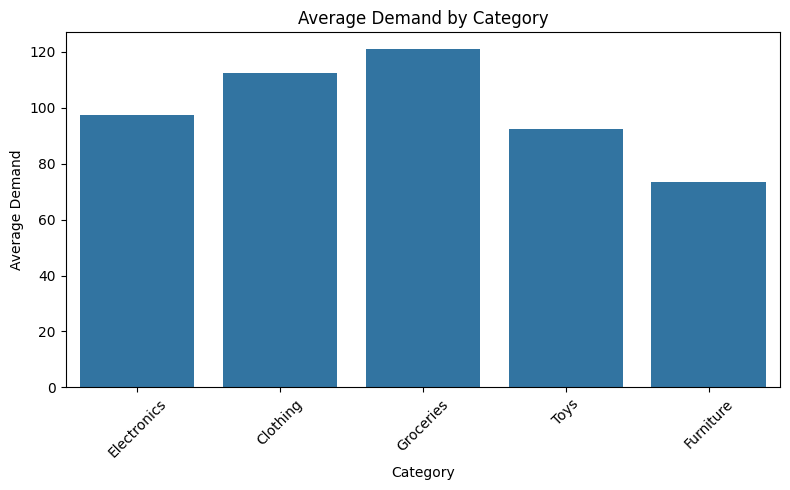 Average Demand by Category
Average Demand
120
100
80
60
40
20
0
Electronics
Clothing
Groceries
Toys
Furniture
Category